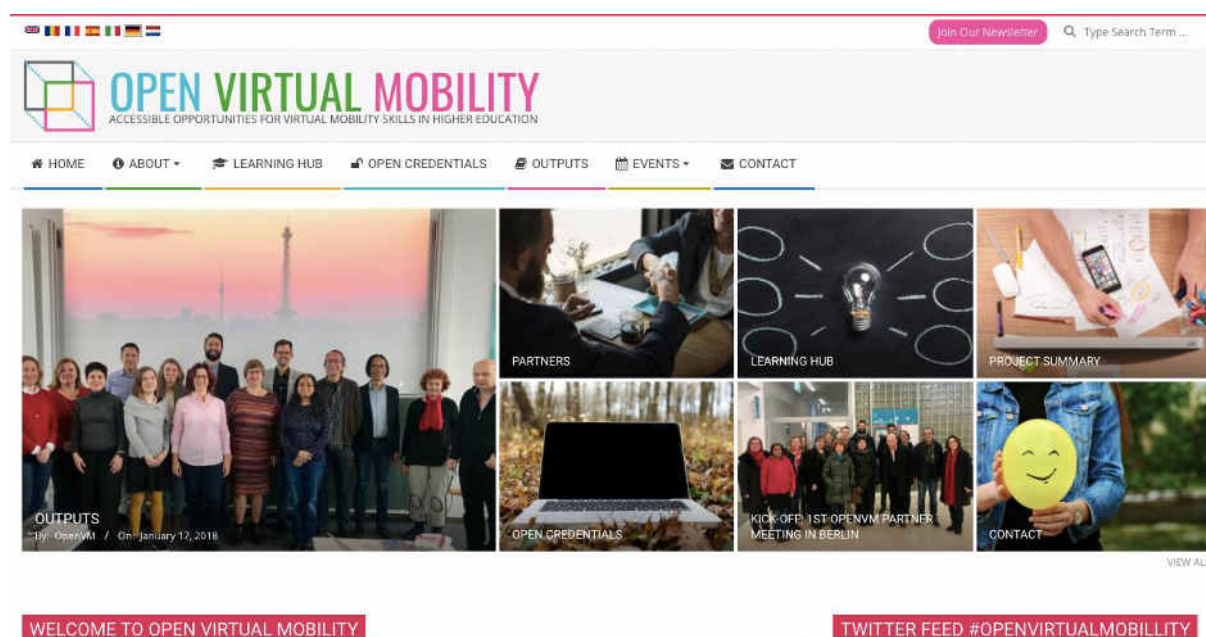 Join Our Newsletter
Type Search Term ...
OPEN VIRTUAL MOBILITY
ACCESSIBLE OPPORTUNITIES FOR VIRTUAL MOBILITY SKILLS IN HIGHER EDUCATION
HOME
ABOUT
LEARNING HUB
OPEN CREDENTIALS
OUTPUTS
EVENTS
CONTACT
OUTPUTS
By: OpenVM / On: January 17, 2018
PARTNERS
LEARNING HUB
PROJECT SUMMARY
OPEN CREDENTIALS
KICK-OFF: 1ST OPENVM PARTNER
MEETING IN BERLIN
CONTACT
VIEW AL
WELCOME TO OPEN VIRTUAL MOBILITY
TWITTER FEED #OPENVIRTUALMOBILLITY